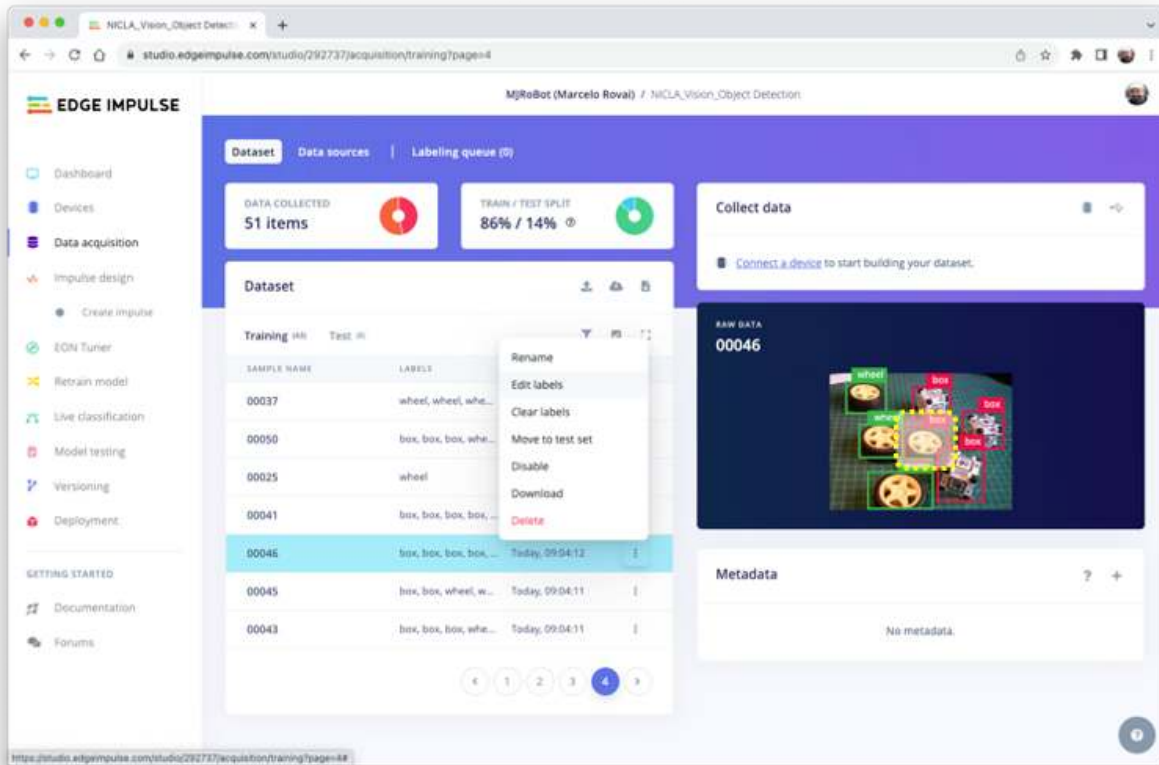 NICLA_Vision_Object Detecti
studio.edgeimpulse.com/studio/292737/acquisition/training?page=4
EDGE IMPULSE
MJRoBot (Marcelo Rovai) / NICLA_Vision_Object Detection
Dashboard
Devices
Data acquisition
Impulse design
Create impulse
EON Tuner
Retrain model
Live classification
Model testing
Versioning
Deployment
GETTING STARTED
Documentation
Forums
Dataset Data sources | Labeling queue (0)
DATA COLLECTED
51 items
TRAIN / TEST SPLIT
86% / 14%
Dataset
Training Test
SAMPLE NAME LABELS
00037 wheel, wheel, whe...
00050 box, box, box, whe...
00025 wheel
00041 box, box, box, box, ...
00046 box, box, box, box, ... Today, 09:04:12
00045 box, box, wheel, w... Today, 09:04:11
00043 box, box, box, whe... Today, 09:04:11
Rename
Edit labels
Clear labels
Move to test set
Disable
Download
Delete
1 2 3 4
Collect data
Connect a device to start building your dataset.
RAW DATA
00046
wheel
box
box
whe
box
box
Metadata
No metadata.
https://studio.edgeimpulse.com/studio/292737/acquisition/training?page=4#